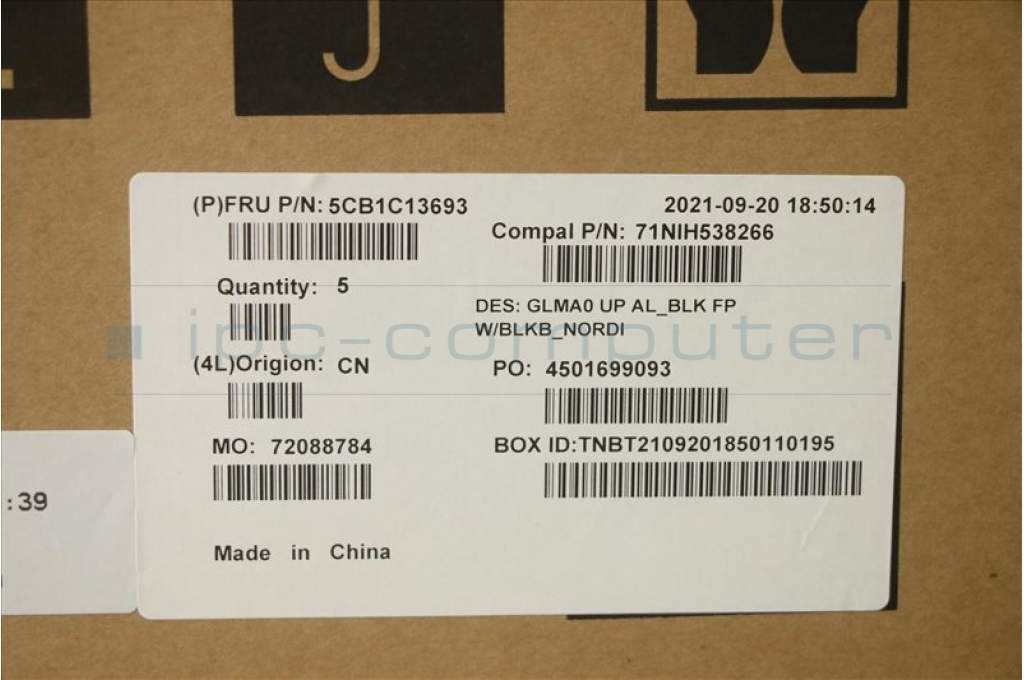 (P)FRU P/N: 5CB1C13693
2021-09-20 18:50:14
Compal P/N: 71NIH538266
Quantity: 5
DES: GLMA0 UP AL_BLK FP
W/BLKB_NORDI
ipc-computer
(4L)Origion: CN
PO: 4501699093
MO: 72088784
BOX ID:TNBT2109201850110195
:39
Made in China